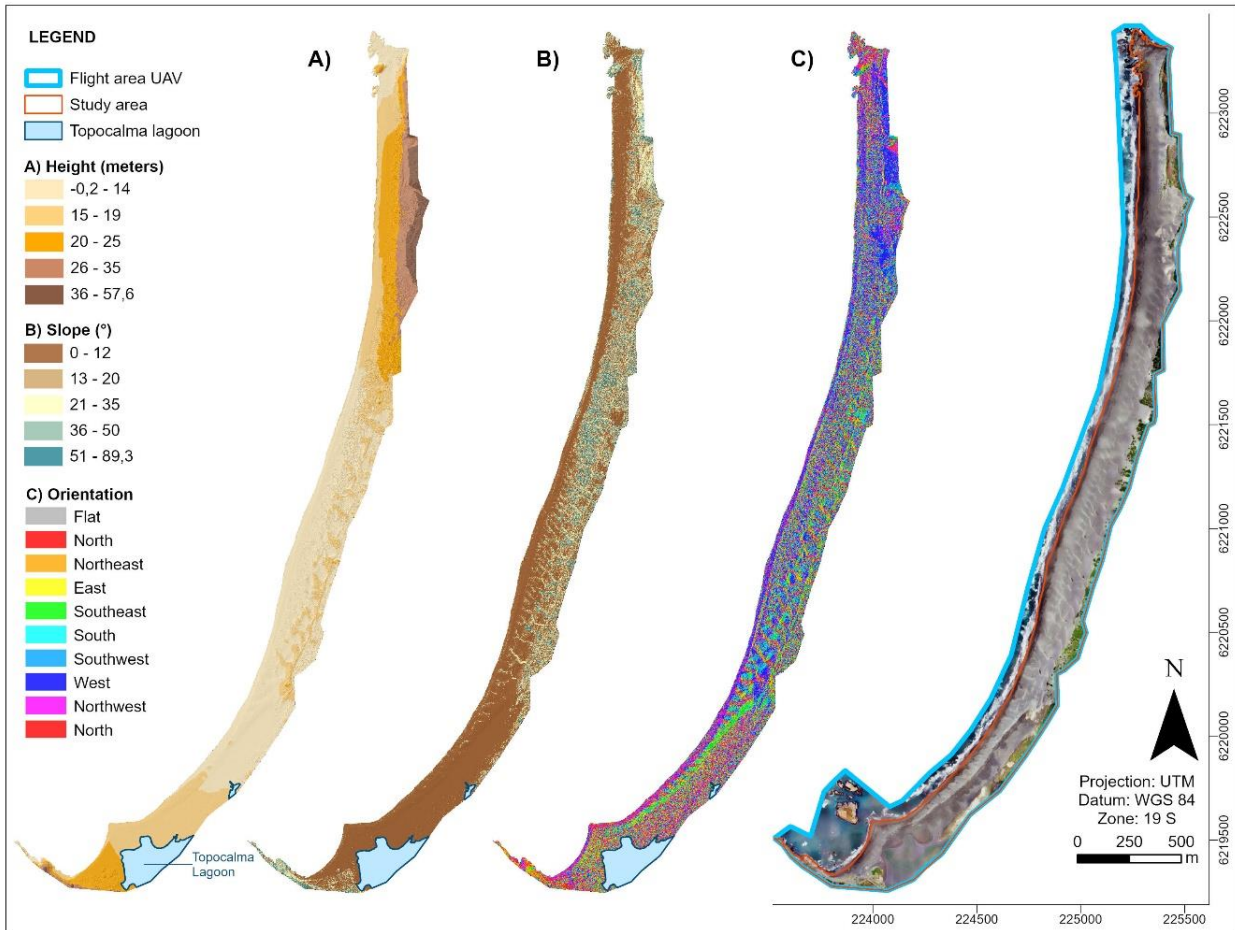 LEGEND
Flight area UAV
Study area
Topocalma lagoon
A) Height (meters)
-0,2 - 14
15 - 19
20 - 25
26 - 35
36 - 57,6
B) Slope (°)
0 - 12
13 - 20
21 - 35
36 - 50
51 - 89,3
C) Orientation
Flat
North
Northeast
East
Southeast
South
Southwest
West
Northwest
North
A)
B)
C)
Topocalma
Lagoon
N
Projection: UTM
Datum: WGS 84
Zone: 19 S
0 250 500
m
6223000
6222500
6222000
6221500
6221000
6220500
6220000
6219500
224000 224500 225000 225500